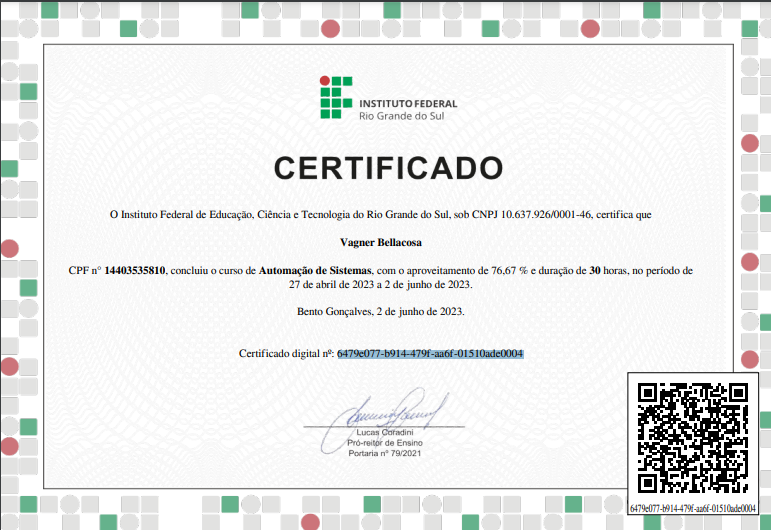 INSTITUTO FEDERAL
Rio Grande do Sul
CERTIFICADO
O Instituto Federal de Educação, Ciência e Tecnologia do Rio Grande do Sul, sob CNPJ 10.637.926/0001-46, certifica que
Vagner Bellacosa
CPF n° 14403535810, concluiu o curso de Automação de Sistemas, com o aproveitamento de 76,67 % e duração de 30 horas, no período de
27 de abril de 2023 a 2 de junho de 2023.
Bento Gonçalves, 2 de junho de 2023.
Certificado digital nº: 6479e077-b914-479f-aa6f-01510ade0004
Lucas Coradini
Pró-reitor de Ensino
Portaria nº 79/2021
6479e077-b914-479f-aa6f-01510ade0004